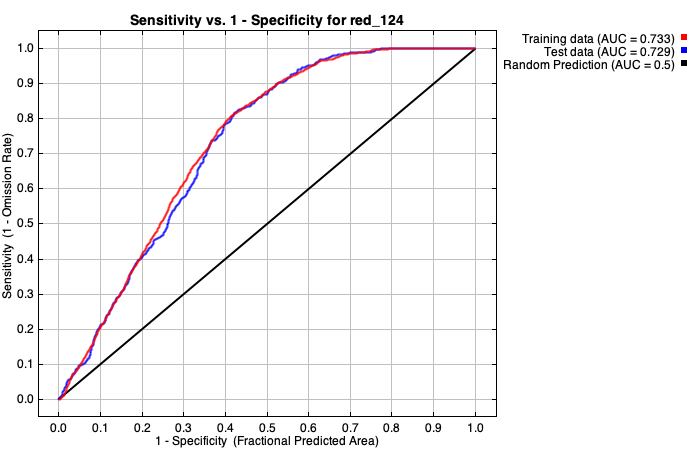 Sensitivity vs. 1 - Specificity for red_124
Training data (AUC = 0.733)
Test data (AUC = 0.729)
Random Prediction (AUC = 0.5)
Sensitivity (1 - Omission Rate)
1.0
0.9
0.8
0.7
0.6
0.5
0.4
0.3
0.2
0.1
0.0
0.0 0.1 0.2 0.3 0.4 0.5 0.6 0.7 0.8 0.9 1.0
1 - Specificity (Fractional Predicted Area)